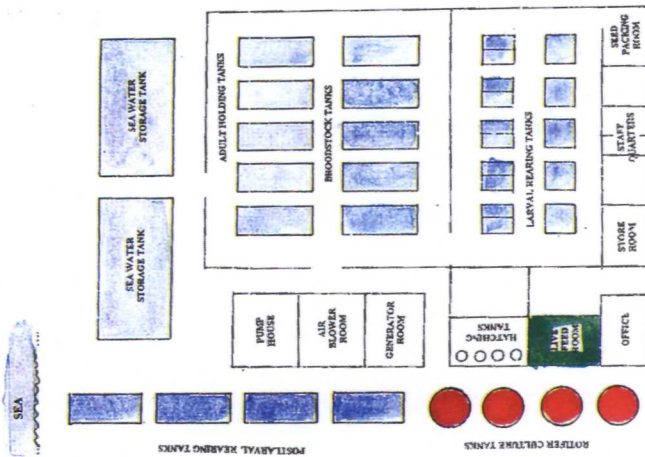 SEA
SEA WATER
STORAGE TANK
SEA WATER
STORAGE TANK
ADULT HOLDING TANKS
BROODSTOCK TANKS
LARVAL REARING TANKS
SEED
PACKING
ROOM
STAFF
QUARTERS
STORE
ROOM
PUMP
HOUSE
AIR
BLOWER
ROOM
GENERATOR
ROOM
HATCHING
TANKS
LIVE
FEED
ROOM
OFFICE
POSTLARVAL REARING TANKS
ROTIFER CULTURE TANKS